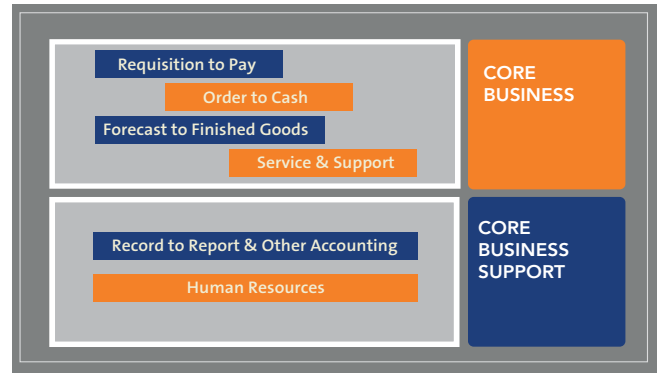 Requisition to Pay
Order to Cash
Forecast to Finished Goods
Service & Support
CORE
BUSINESS
Record to Report & Other Accounting
Human Resources
CORE
BUSINESS
SUPPORT